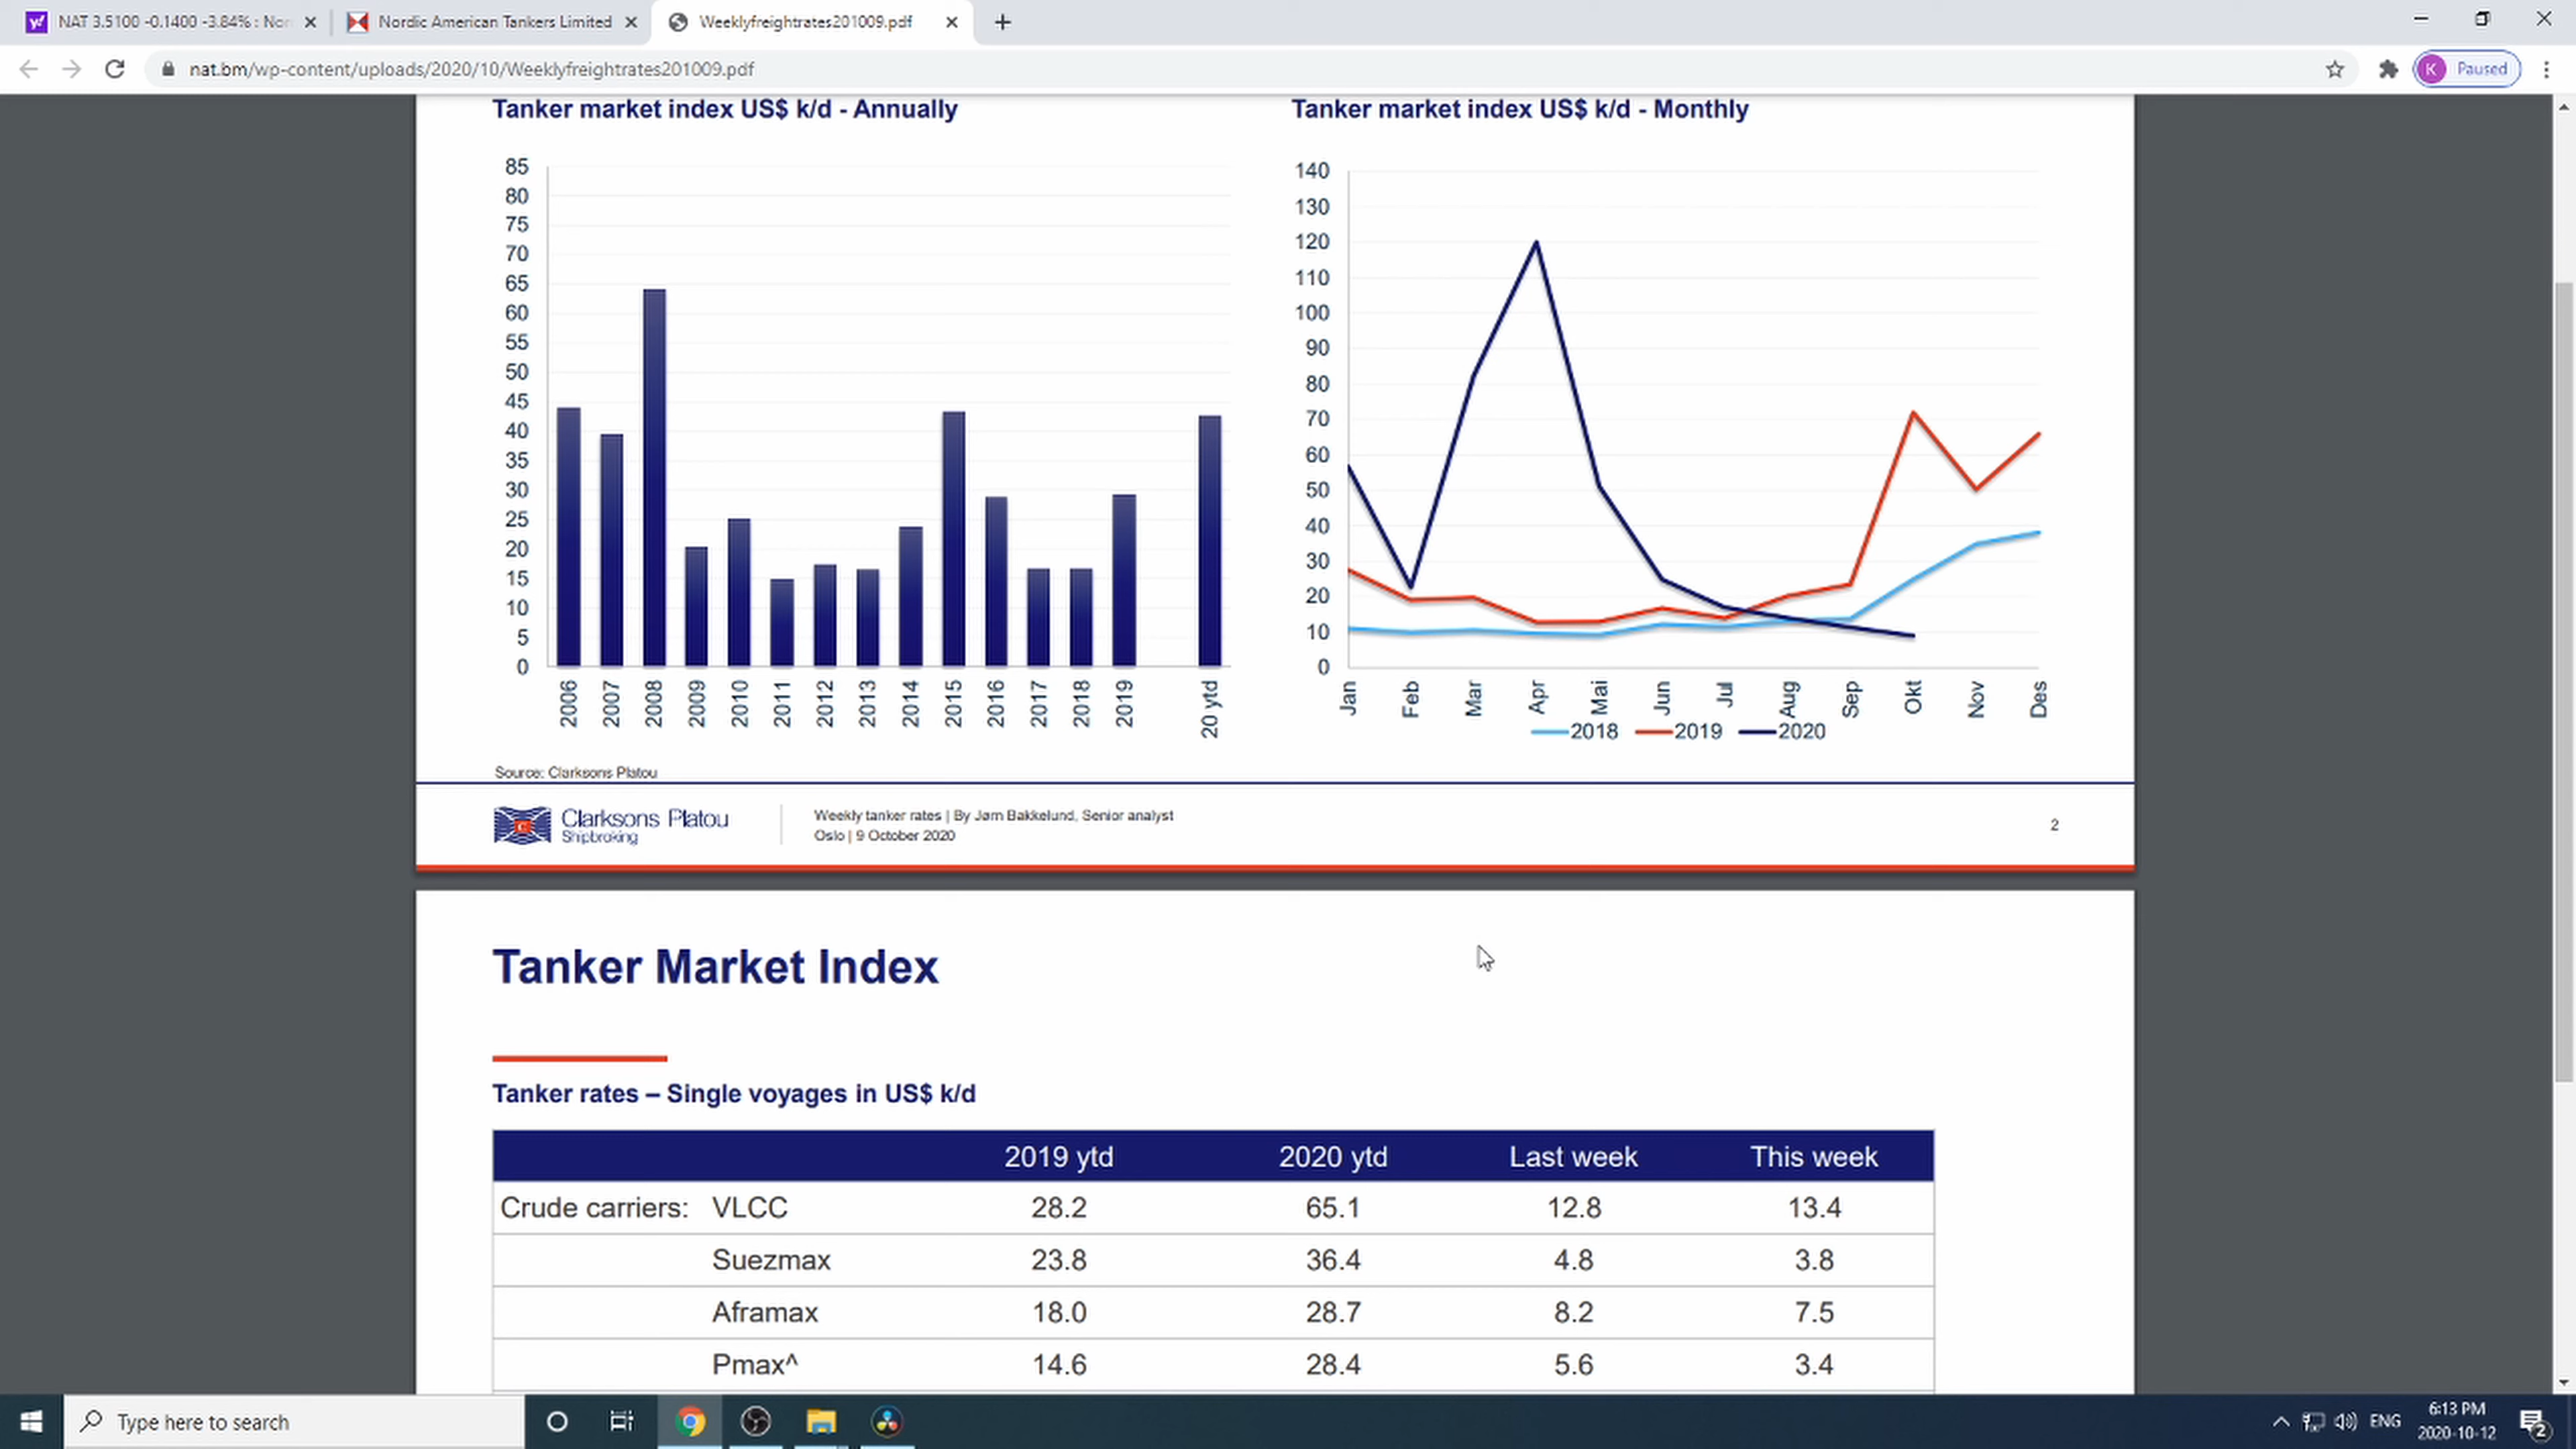 NAT 3.5100 -0.1400 -3.84% : Nor
Nordic American Tankers Limited
Weeklyfreightrates201009.pdf
nat.bm/wp-content/uploads/2020/10/Weeklyfreightrates201009.pdf
K Paused
Tanker market index US$ k/d - Annually
85
80
75
70
65
60
55
50
45
40
35
30
25
20
15
10
5
0
2006 2007 2008 2009 2010 2011 2012 2013 2014 2015 2016 2017 2018 2019 20 ytd
Tanker market index US$ k/d - Monthly
140
130
120
110
100
90
80
70
60
50
40
30
20
10
0
Jan Feb Mar Apr Mai Jun Jul Aug Sep Okt Nov Des
2018 2019 2020
Source: Clarksons Platou
Clarksons Platou
Shipbroking
Weekly tanker rates | By Jørn Bakkelund, Senior analyst
Oslo | 9 October 2020
2
Tanker Market Index
Tanker rates – Single voyages in US$ k/d
2019 ytd 2020 ytd Last week This week
Crude carriers: VLCC 28.2 65.1 12.8 13.4
Suezmax 23.8 36.4 4.8 3.8
Aframax 18.0 28.7 8.2 7.5
Pmax^ 14.6 28.4 5.6 3.4
Type here to search
ENG
6:13 PM
2020-10-12
2